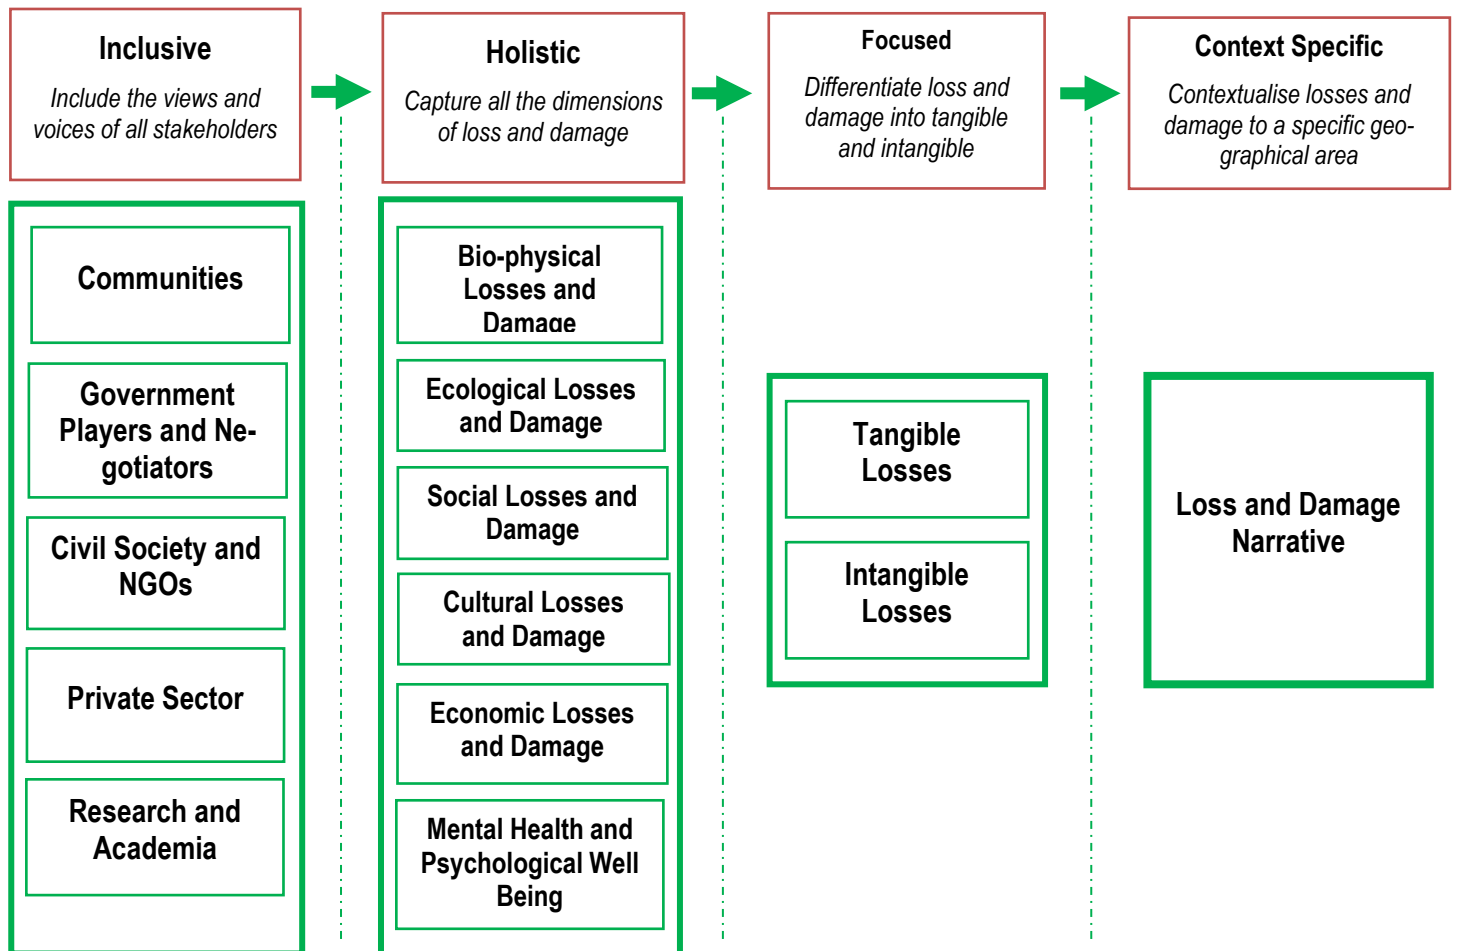 Inclusive
Include the views and
voices of all stakeholders
Holistic
Capture all the dimensions
of loss and damage
Focused
Differentiate loss and
damage into tangible
and intangible
Context Specific
Contextualise losses and
damage to a specific geo-
graphical area
Communities
Government
Players and Ne-
gotiators
Civil Society and
NGOs
Private Sector
Research and
Academia
Bio-physical
Losses and
Damage
Ecological Losses
and Damage
Social Losses and
Damage
Cultural Losses
and Damage
Economic Losses
and Damage
Mental Health and
Psychological Well
Being
Tangible
Losses
Intangible
Losses
Loss and Damage
Narrative